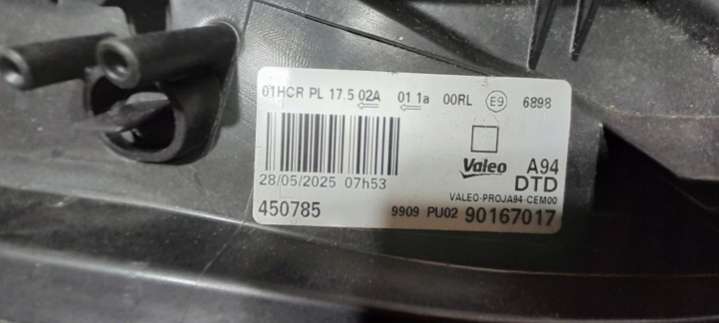 01HCR PL 17.5 02A 01 1a 00RL E9 6898
Valeo A94
28/05/2025 07h53 DTD
VALEO-PROJA94-CEM00
450785 9909 PU02 90167017